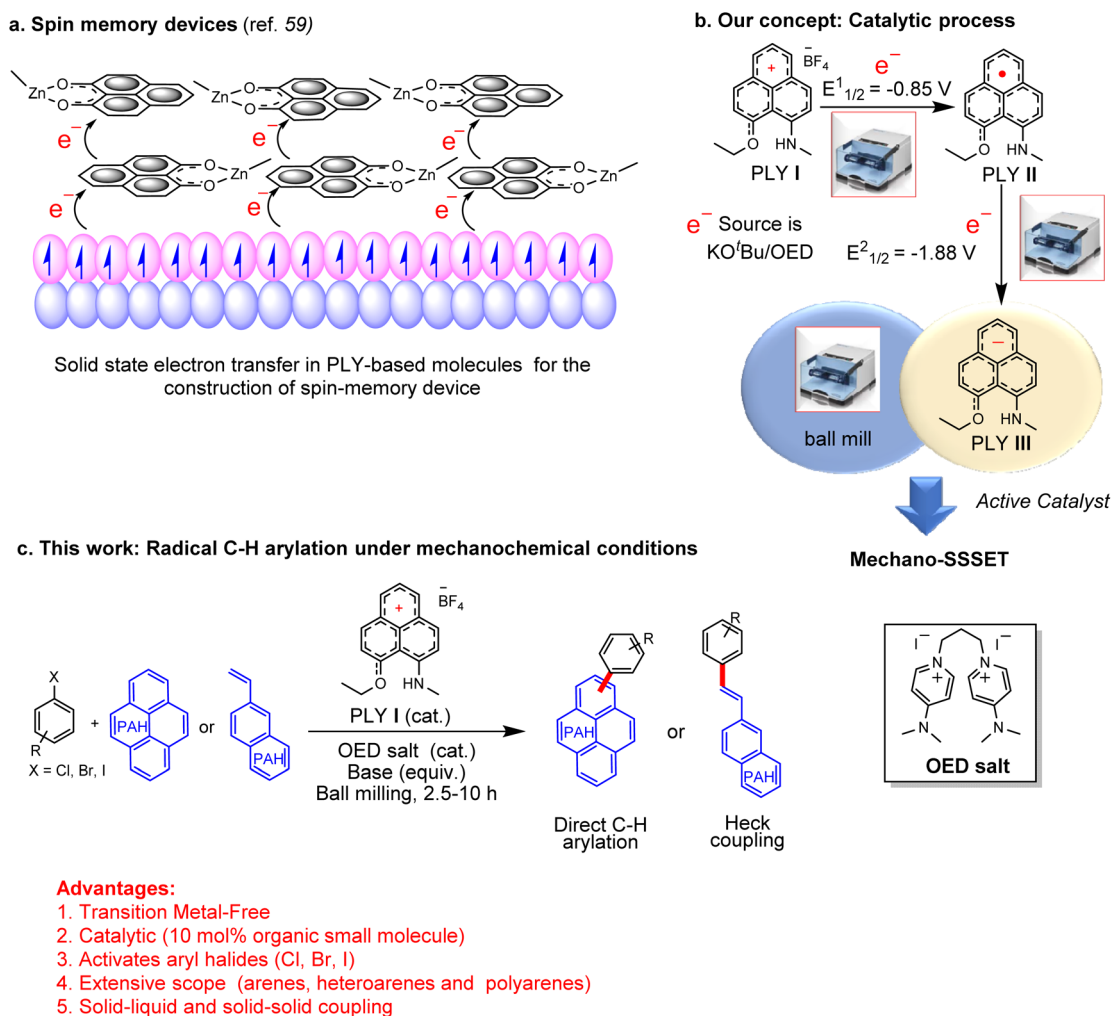 a. Spin memory devices (ref. 59)
Zn O O Zn O O Zn O O
e⁻ e⁻ e⁻
O O Zn O O Zn O O Zn
e⁻ e⁻ e⁻
Solid state electron transfer in PLY-based molecules for the
construction of spin-memory device
b. Our concept: Catalytic process
+ BF₄⁻ e⁻ •
E¹₁/₂ = -0.85 V
O HN O HN
PLY I PLY II
e⁻ Source is
KOᵗBu/OED
e⁻
E²₁/₂ = -1.88 V
−
O HN
ball mill PLY III
Active Catalyst
Mechano-SSSET
c. This work: Radical C-H arylation under mechanochemical conditions
+ BF₄⁻
O HN
PLY I (cat.)
X
R
+ PAH or PAH
X = Cl, Br, I
OED salt (cat.)
Base (equiv.)
Ball milling, 2.5-10 h
R
PAH
or
R
PAH
Direct C-H
arylation
Heck
coupling
I⁻ I⁻
N + N +
N N
OED salt
Advantages:
1. Transition Metal-Free
2. Catalytic (10 mol% organic small molecule)
3. Activates aryl halides (Cl, Br, I)
4. Extensive scope (arenes, heteroarenes and polyarenes)
5. Solid-liquid and solid-solid coupling